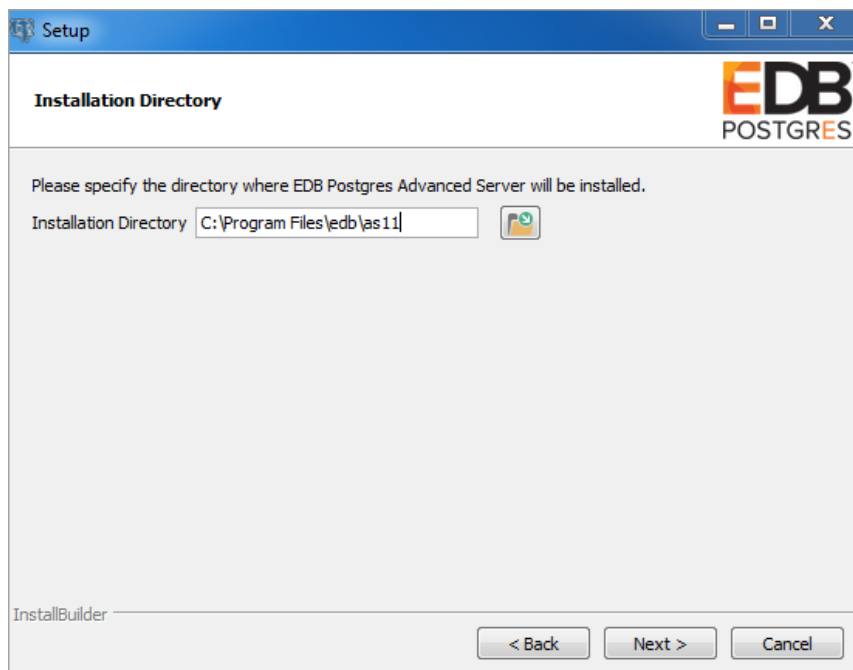 Setup
Installation Directory
EDB
POSTGRES
Please specify the directory where EDB Postgres Advanced Server will be installed.
Installation Directory C:\Program Files\edb\as11
InstallBuilder
< Back Next > Cancel